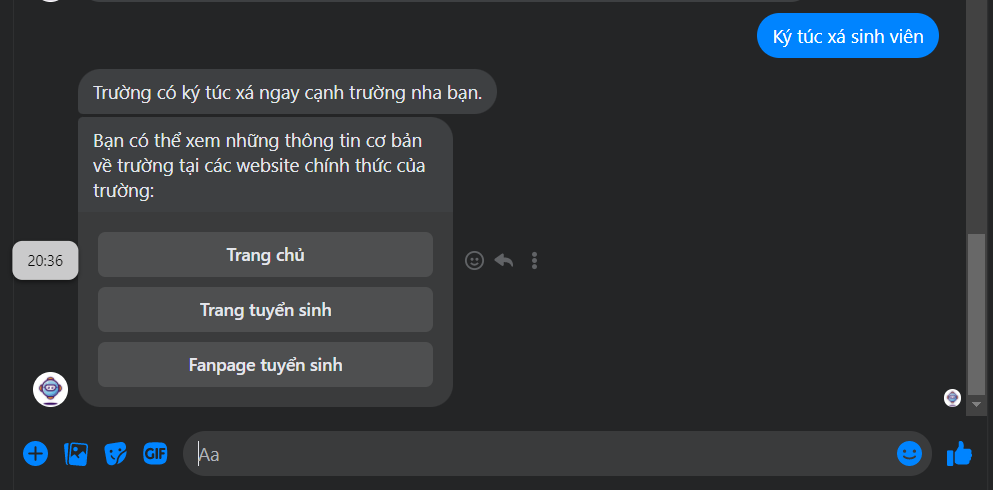 Ký túc xá sinh viên
Trường có ký túc xá ngay cạnh trường nha bạn.
Bạn có thể xem những thông tin cơ bản
về trường tại các website chính thức của
trường:
Trang chủ
20:36
Trang tuyển sinh
Fanpage tuyển sinh
GIF
Aa